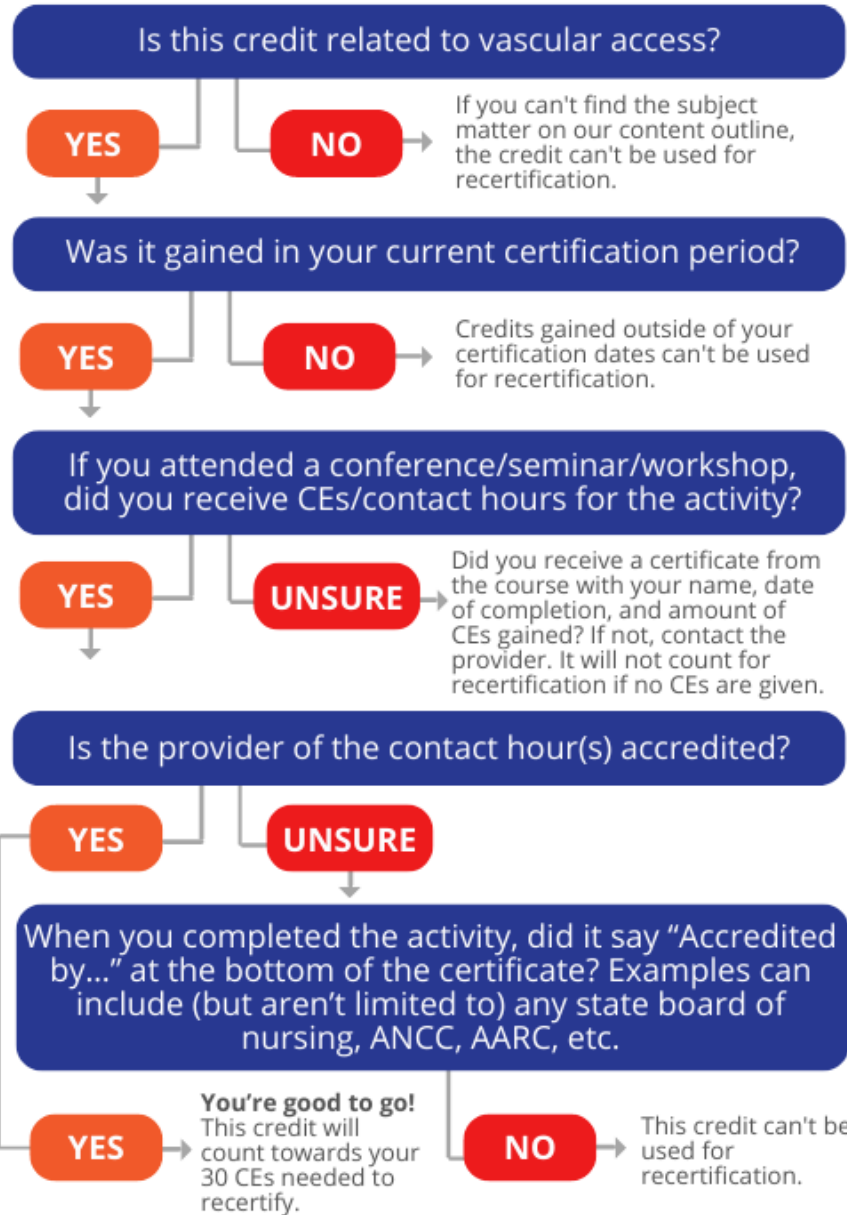 Is this credit related to vascular access?
YES
NO
If you can't find the subject
matter on our content outline,
the credit can't be used for
recertification.
Was it gained in your current certification period?
YES
NO
Credits gained outside of your
certification dates can't be used
for recertification.
If you attended a conference/seminar/workshop,
did you receive CEs/contact hours for the activity?
YES
UNSURE
Did you receive a certificate from
the course with your name, date
of completion, and amount of
CEs gained? If not, contact the
provider. It will not count for
recertification if no CEs are given.
Is the provider of the contact hour(s) accredited?
YES
UNSURE
When you completed the activity, did it say “Accredited
by...” at the bottom of the certificate? Examples can
include (but aren’t limited to) any state board of
nursing, ANCC, AARC, etc.
YES
You’re good to go!
This credit will
count towards your
30 CEs needed to
recertify.
NO
This credit can't be
used for
recertification.